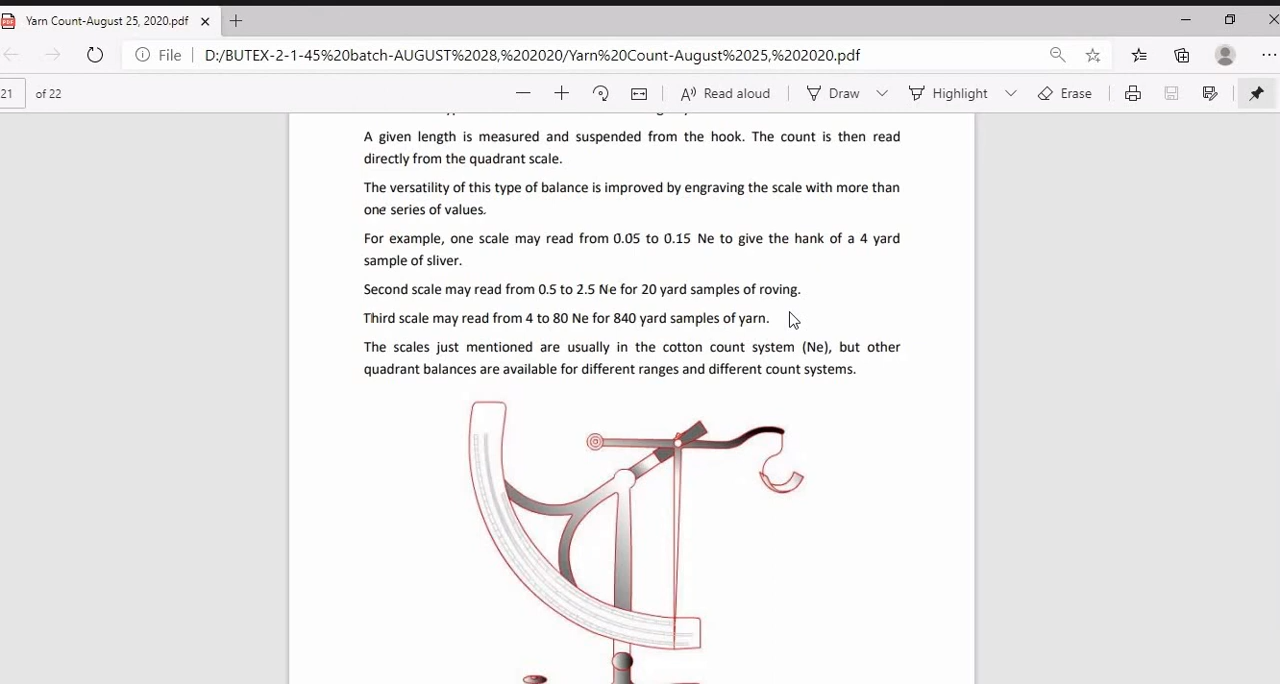 Yarn Count-August 25, 2020.pdf
File D:/BUTEX-2-1-45%20batch-AUGUST%2028,%202020/Yarn%20Count-August%2025,%202020.pdf
21 of 22 Read aloud Draw Highlight Erase
A given length is measured and suspended from the hook. The count is then read
directly from the quadrant scale.
The versatility of this type of balance is improved by engraving the scale with more than
one series of values.
For example, one scale may read from 0.05 to 0.15 Ne to give the hank of a 4 yard
sample of sliver.
Second scale may read from 0.5 to 2.5 Ne for 20 yard samples of roving.
Third scale may read from 4 to 80 Ne for 840 yard samples of yarn.
The scales just mentioned are usually in the cotton count system (Ne), but other
quadrant balances are available for different ranges and different count systems.